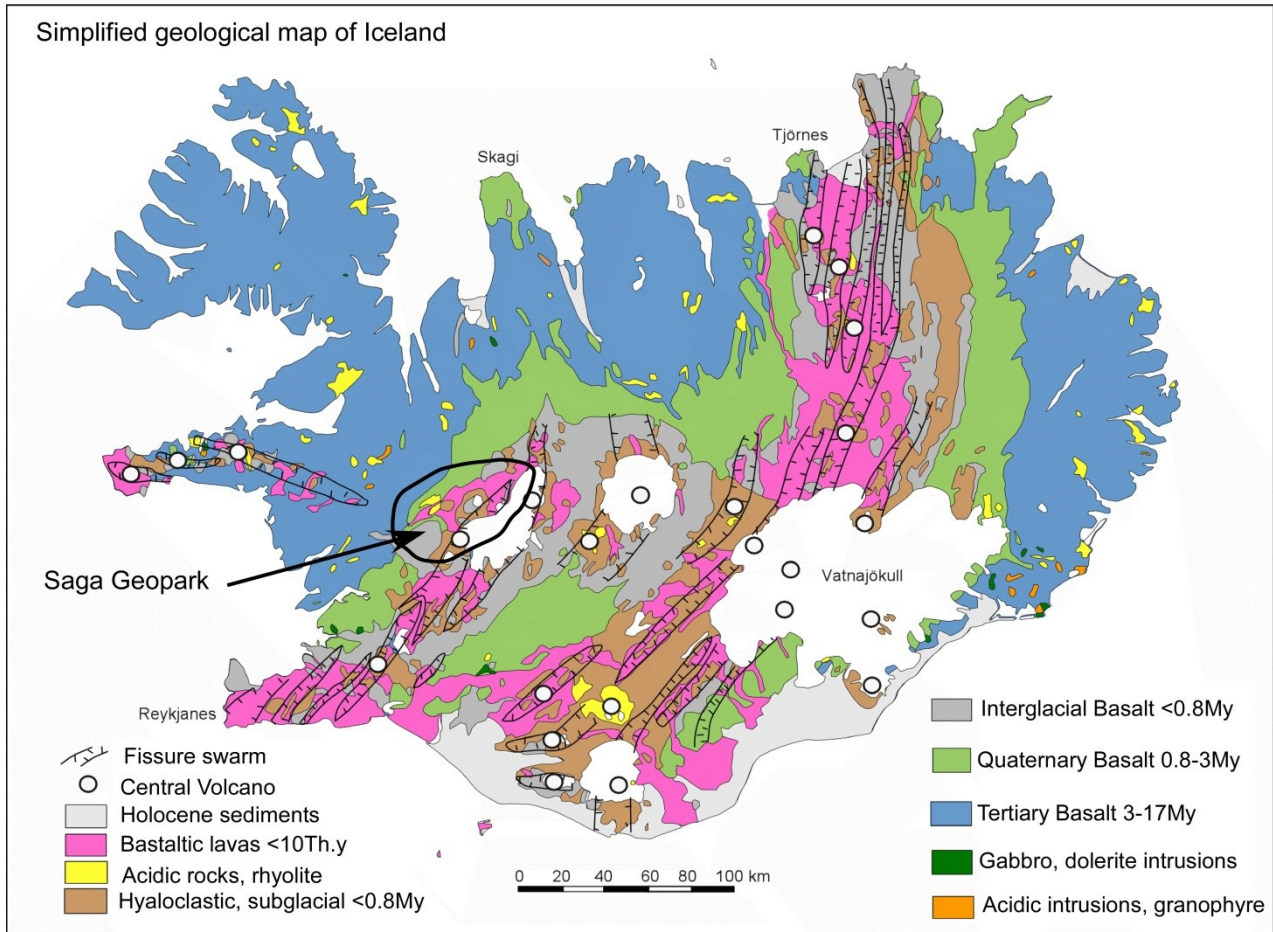 Simplified geological map of Iceland
Tjörnes
Skagi
Saga Geopark
Vatnajökull
Reykjanes
Fissure swarm
Central Volcano
Holocene sediments
Bastaltic lavas <10Th.y
Acidic rocks, rhyolite
Hyaloclastic, subglacial <0.8My
0 20 40 60 80 100 km
Interglacial Basalt <0.8My
Quaternary Basalt 0.8-3My
Tertiary Basalt 3-17My
Gabbro, dolerite intrusions
Acidic intrusions, granophyre